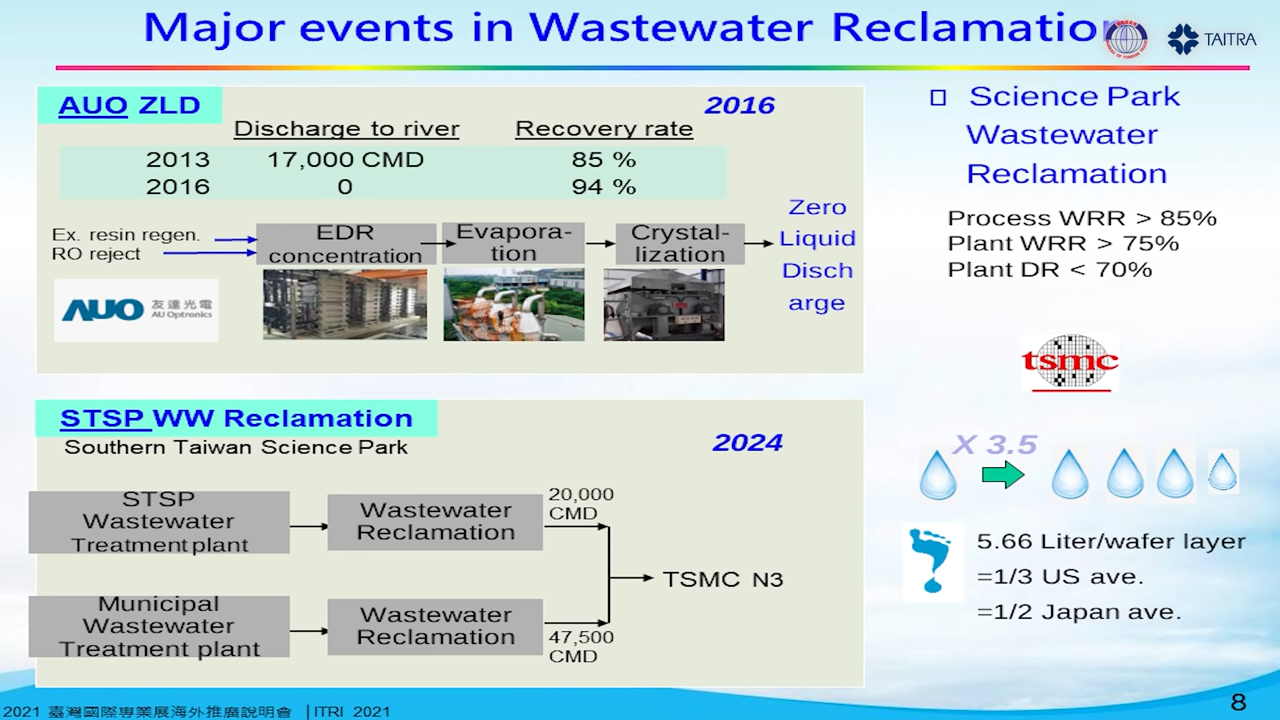 Major events in Wastewater Reclamation
TAITRA
AUO ZLD
2016
Discharge to river Recovery rate
2013 17,000 CMD 85 %
2016 0 94 %
Ex. resin regen.
RO reject
EDR
concentration
Evapora-
tion
Crystal-
lization
Zero
Liquid
Disch
arge
AUO 友達光電
AU Optronics
STSP WW Reclamation
Southern Taiwan Science Park
2024
STSP
Wastewater
Treatment plant
Wastewater
Reclamation
20,000
CMD
Municipal
Wastewater
Treatment plant
Wastewater
Reclamation
47,500
CMD
TSMC N3
Science Park
Wastewater
Reclamation
Process WRR > 85%
Plant WRR > 75%
Plant DR < 70%
tsmc
X 3.5
5.66 Liter/wafer layer
=1/3 US ave.
=1/2 Japan ave.
2021 臺灣國際專業展海外推廣說明會 | ITRI 2021
8